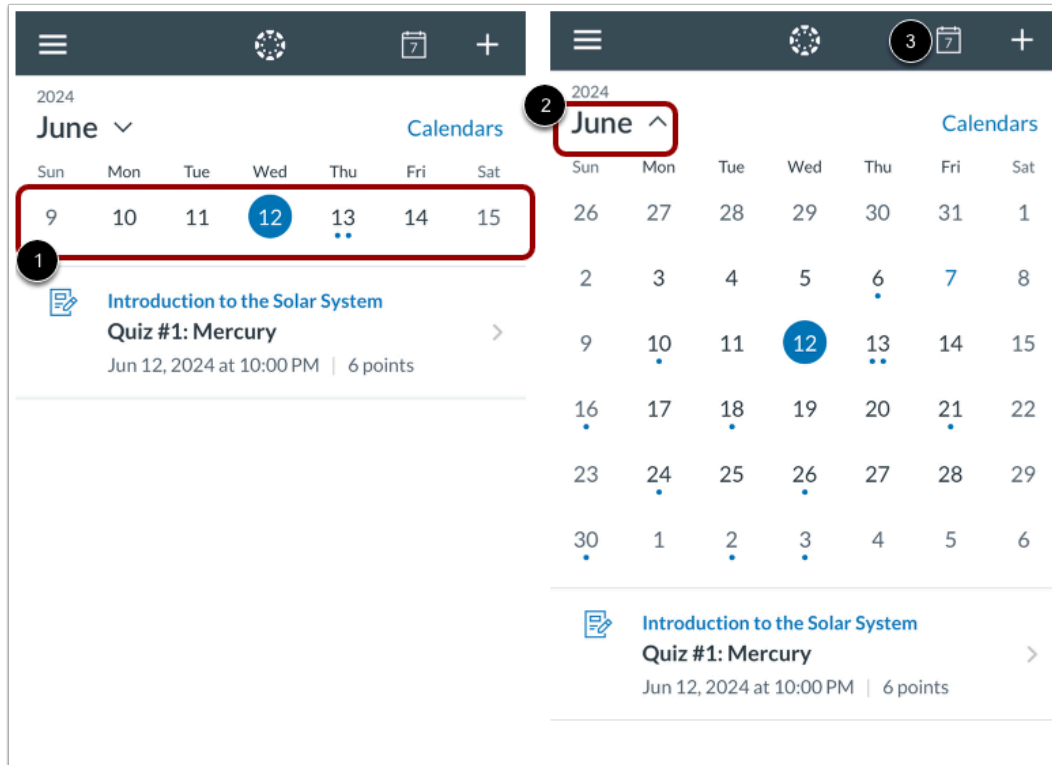 7
2024
June
Calendars
Sun Mon Tue Wed Thu Fri Sat
9 10 11 12 13 14 15
1
Introduction to the Solar System
Quiz #1: Mercury
Jun 12, 2024 at 10:00 PM | 6 points
3 7
2024
2 June
Calendars
Sun Mon Tue Wed Thu Fri Sat
26 27 28 29 30 31 1
2 3 4 5 6 7 8
9 10 11 12 13 14 15
16 17 18 19 20 21 22
23 24 25 26 27 28 29
30 1 2 3 4 5 6
Introduction to the Solar System
Quiz #1: Mercury
Jun 12, 2024 at 10:00 PM | 6 points